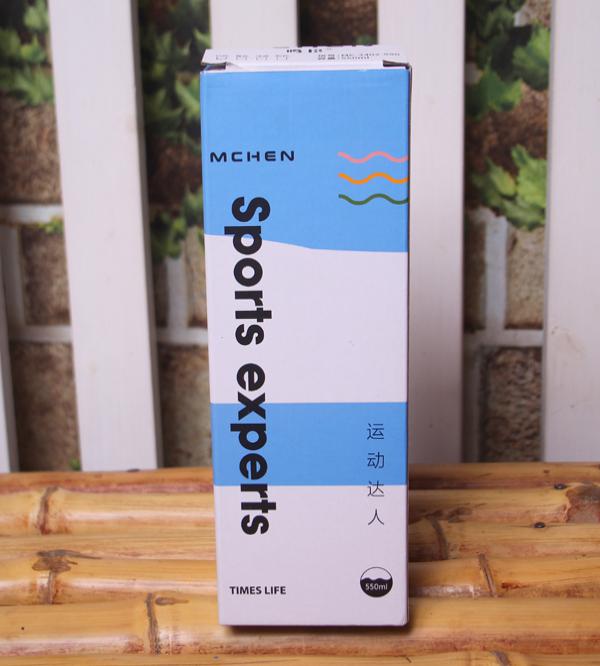 MCHEN
Sports experts
运动达人
TIMES LIFE
550ml